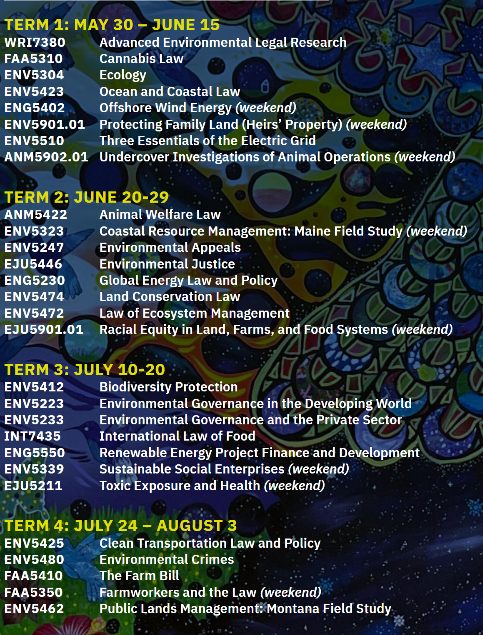 TERM 1: MAY 30 – JUNE 15
WRI7380 Advanced Environmental Legal Research
FAA5310 Cannabis Law
ENV5304 Ecology
ENV5423 Ocean and Coastal Law
ENG5402 Offshore Wind Energy (weekend)
ENV5901.01 Protecting Family Land (Heirs' Property) (weekend)
ENV5510 Three Essentials of the Electric Grid
ANM5902.01 Undercover Investigations of Animal Operations (weekend)
TERM 2: JUNE 20-29
ANM5422 Animal Welfare Law
ENV5323 Coastal Resource Management: Maine Field Study (weekend)
ENV5247 Environmental Appeals
EJU5446 Environmental Justice
ENG5230 Global Energy Law and Policy
ENV5474 Land Conservation Law
ENV5472 Law of Ecosystem Management
EJU5901.01 Racial Equity in Land, Farms, and Food Systems (weekend)
TERM 3: JULY 10-20
ENV5412 Biodiversity Protection
ENV5223 Environmental Governance in the Developing World
ENV5233 Environmental Governance and the Private Sector
INT7435 International Law of Food
ENG5550 Renewable Energy Project Finance and Development
ENV5339 Sustainable Social Enterprises (weekend)
EJU5211 Toxic Exposure and Health (weekend)
TERM 4: JULY 24 – AUGUST 3
ENV5425 Clean Transportation Law and Policy
ENV5480 Environmental Crimes
FAA5410 The Farm Bill
FAA5350 Farmworkers and the Law (weekend)
ENV5462 Public Lands Management: Montana Field Study